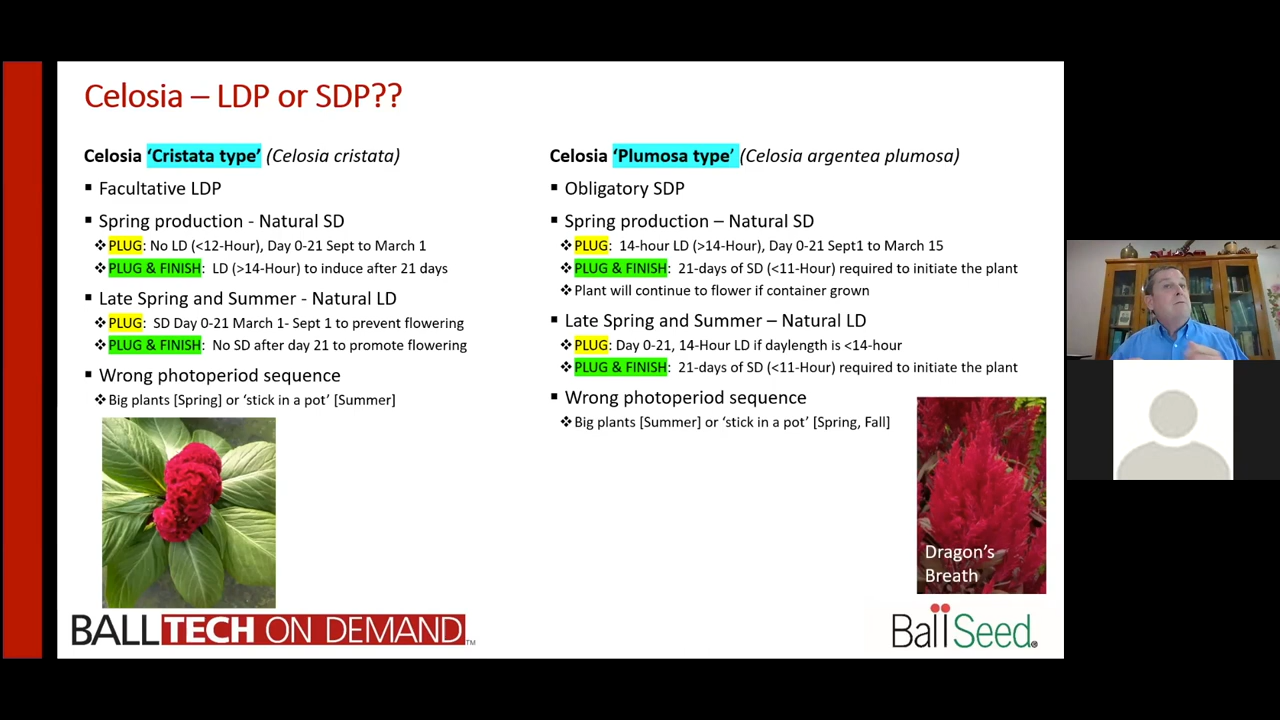 Celosia – LDP or SDP??
Celosia ‘Cristata type’ (Celosia cristata)
▪ Facultative LDP
▪ Spring production - Natural SD
❖PLUG: No LD (<12-Hour), Day 0-21 Sept to March 1
❖PLUG & FINISH: LD (>14-Hour) to induce after 21 days
▪ Late Spring and Summer - Natural LD
❖PLUG: SD Day 0-21 March 1- Sept 1 to prevent flowering
❖PLUG & FINISH: No SD after day 21 to promote flowering
▪ Wrong photoperiod sequence
❖Big plants [Spring] or ‘stick in a pot’ [Summer]
Celosia ‘Plumosa type’ (Celosia argentea plumosa)
▪ Obligatory SDP
▪ Spring production – Natural SD
❖PLUG: 14-hour LD (>14-Hour), Day 0-21 Sept1 to March 15
❖PLUG & FINISH: 21-days of SD (<11-Hour) required to initiate the plant
❖Plant will continue to flower if container grown
▪ Late Spring and Summer – Natural LD
❖PLUG: Day 0-21, 14-Hour LD if daylength is <14-hour
❖PLUG & FINISH: 21-days of SD (<11-Hour) required to initiate the plant
▪ Wrong photoperiod sequence
❖Big plants [Summer] or ‘stick in a pot’ [Spring, Fall]
Dragon’s
Breath
BALLTECH ON DEMAND™
Ball Seed®